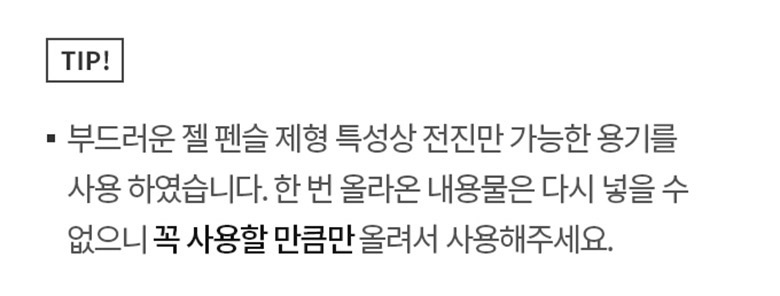 TIP!
▪ 부드러운 젤 펜슬 제형 특성상 전진만 가능한 용기를
사용 하였습니다. 한 번 올라온 내용물은 다시 넣을 수
없으니 꼭 사용할 만큼만 올려서 사용해주세요.